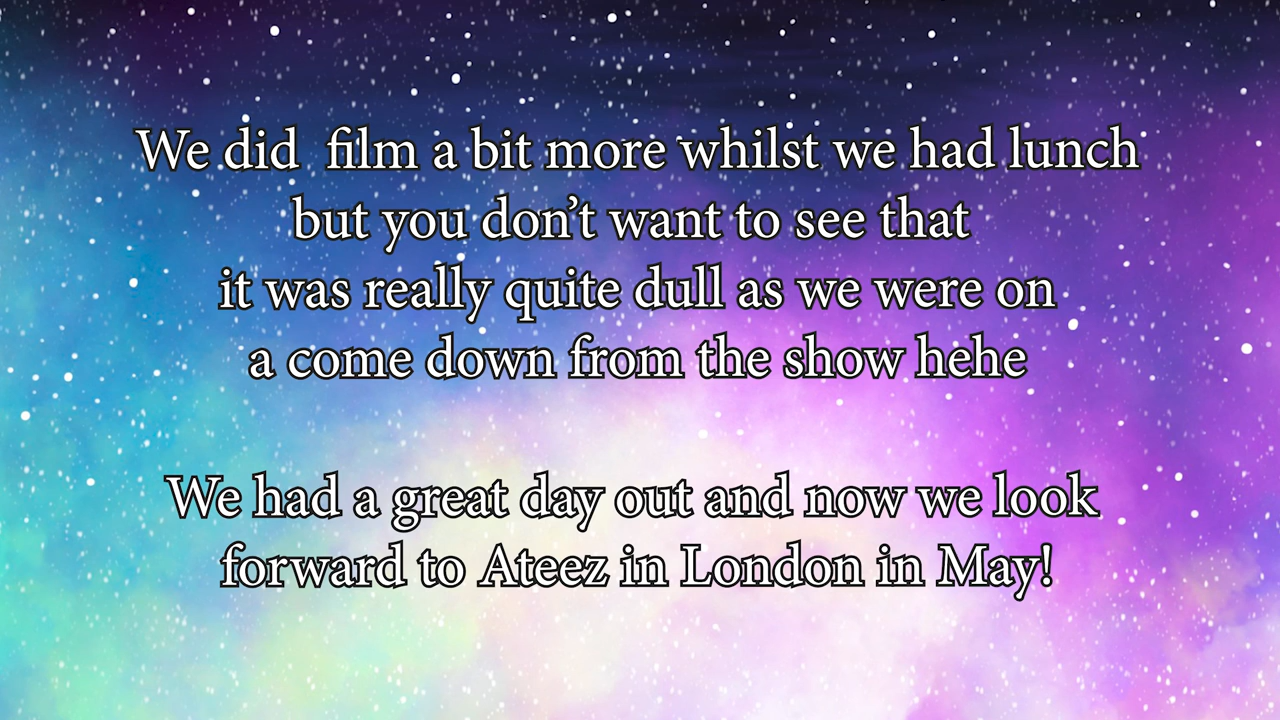 We did  film a bit more whilst we had lunch
but you don’t want to see that
it was really quite dull as we were on
a come down from the show hehe
We had a great day out and now we look
forward to Ateez in London in May!